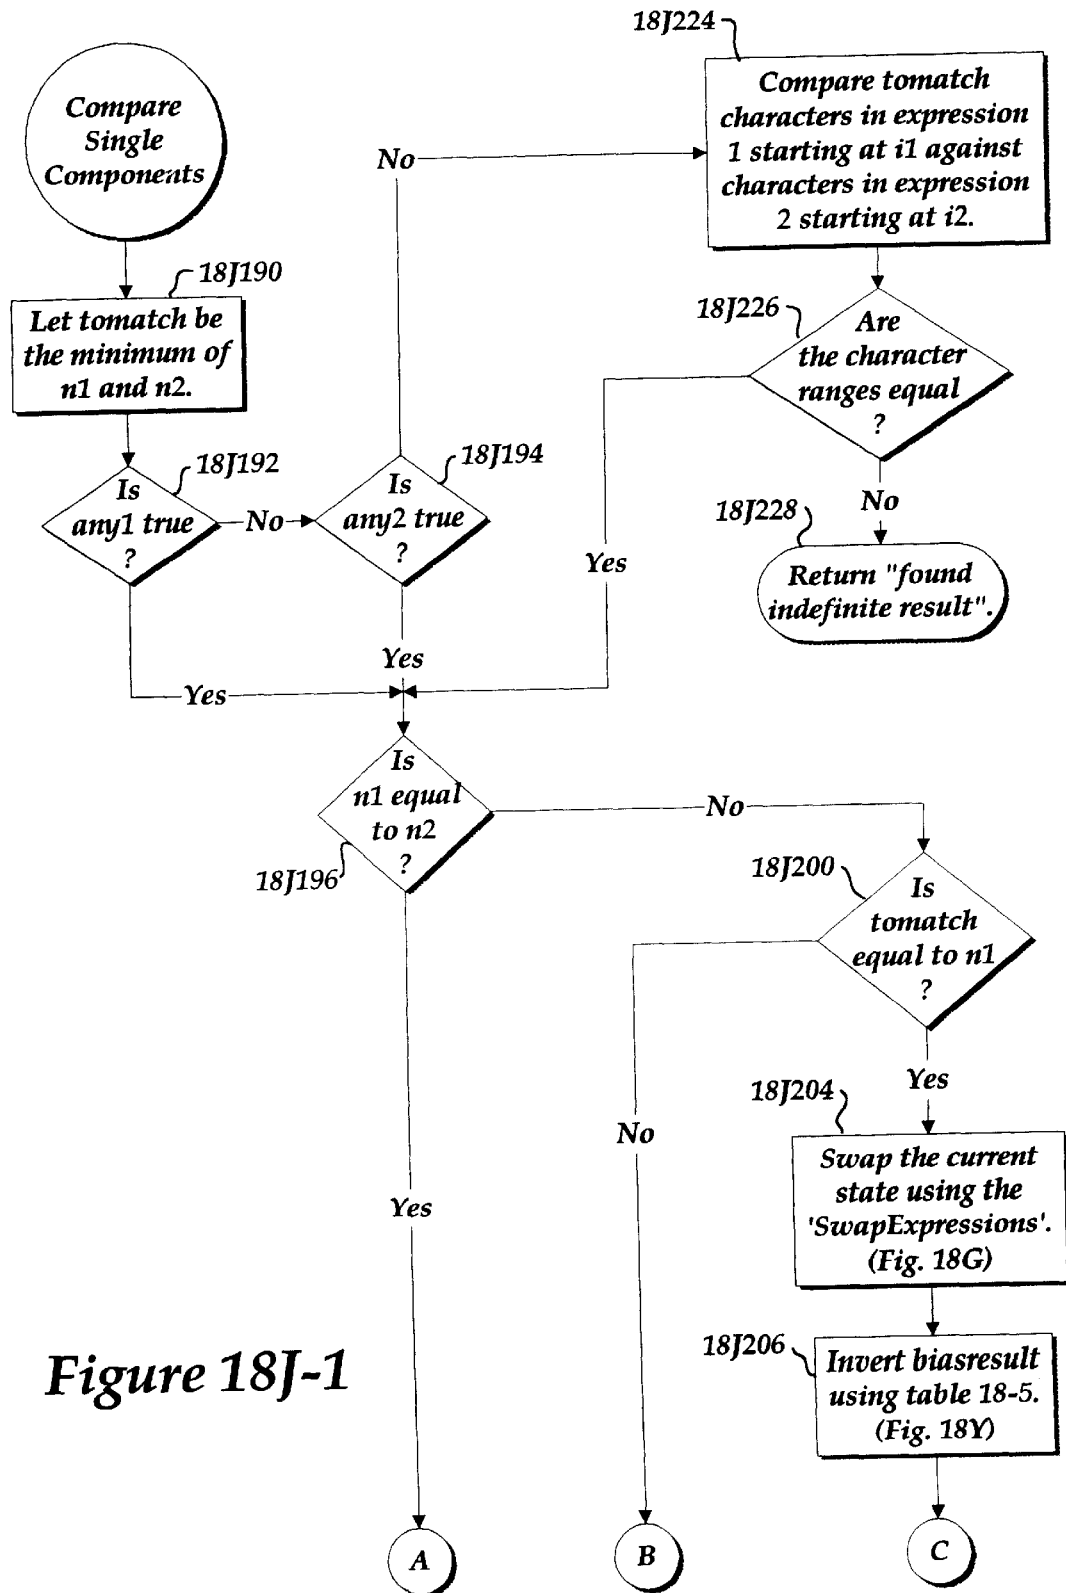 Compare
Single
Components
18J190
Let tomatch be
the minimum of
n1 and n2.
18J192
Is
any1 true
?
No
18J194
Is
any2 true
?
No
18J224
Compare tomatch
characters in expression
1 starting at i1 against
characters in expression
2 starting at i2.
18J226
Are
the character
ranges equal
?
No
18J228
Return "found
indefinite result".
Yes
Yes
Yes
Is
n1 equal
to n2
?
18J196
No
18J200
Is
tomatch
equal to n1
?
Yes
18J204
Swap the current
state using the
'SwapExpressions'.
(Fig. 18G)
18J206
Invert biasresult
using table 18-5.
(Fig. 18Y)
No
Yes
Figure 18J-1
A
B
C